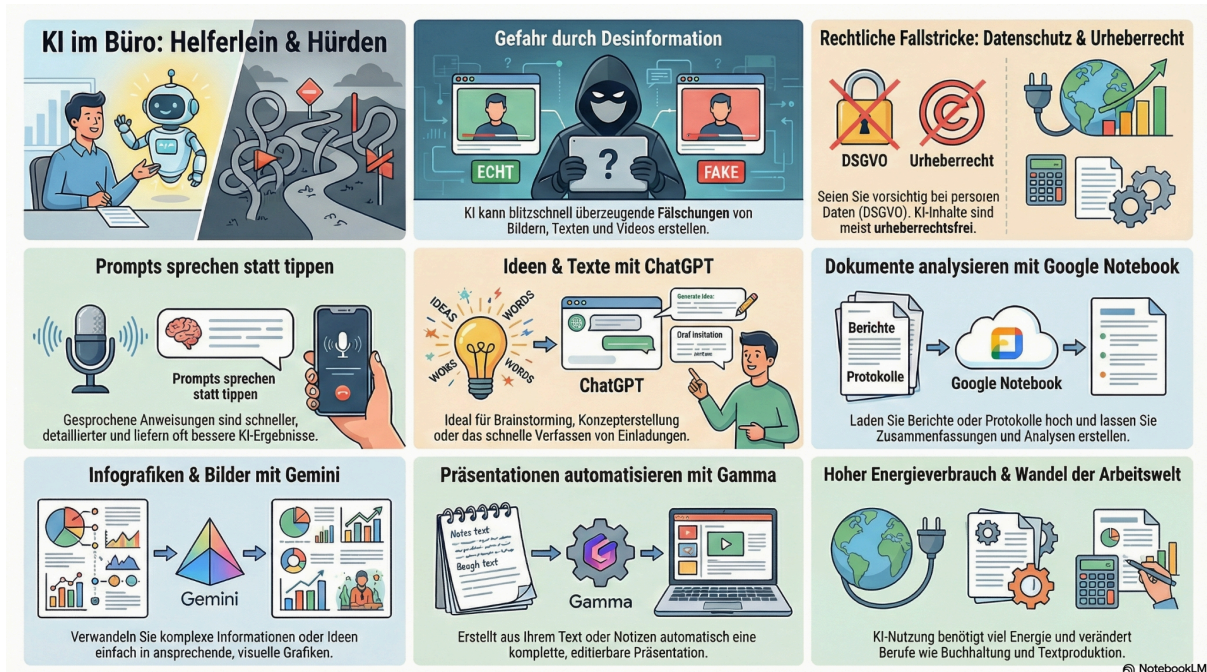 KI im Büro: Helferlein & Hürden
Gefahr durch Desinformation
ECHT
?
FAKE
KI kann blitzschnell überzeugende Fälschungen von
Bildern, Texten und Videos erstellen.
Rechtliche Fallstricke: Datenschutz & Urheberrecht
DSGVO
Urheberrecht
Seien Sie vorsichtig bei persoren
Daten (DSGVO). KI-Inhalte sind
meist urheberrechtsfrei.
Prompts sprechen statt tippen
Prompts sprechen
statt tippen
Gesprochene Anweisungen sind schneller,
detaillierter und liefern oft bessere KI-Ergebnisse.
Ideen & Texte mit ChatGPT
IDEAS
WORDS
WOIBS
WORDS
Generate Idea:
Oraf Insitation
ChatGPT
Ideal für Brainstorming, Konzepterstellung
oder das schnelle Verfassen von Einladungen.
Dokumente analysieren mit Google Notebook
Berichte
Protokolle
Google Notebook
Laden Sie Berichte oder Protokolle hoch und lassen Sie
Zusammenfassungen und Analysen erstellen.
Infografiken & Bilder mit Gemini
Gemini
Verwandeln Sie komplexe Informationen oder Ideen
einfach in ansprechende, visuelle Grafiken.
Präsentationen automatisieren mit Gamma
Notes text
Beagh text
Gamma
Erstellt aus Ihrem Text oder Notizen automatisch eine
komplette, editierbare Präsentation.
Hoher Energieverbrauch & Wandel der Arbeitswelt
KI-Nutzung benötigt viel Energie und verändert
Berufe wie Buchhaltung und Textproduktion.
NotebookLM